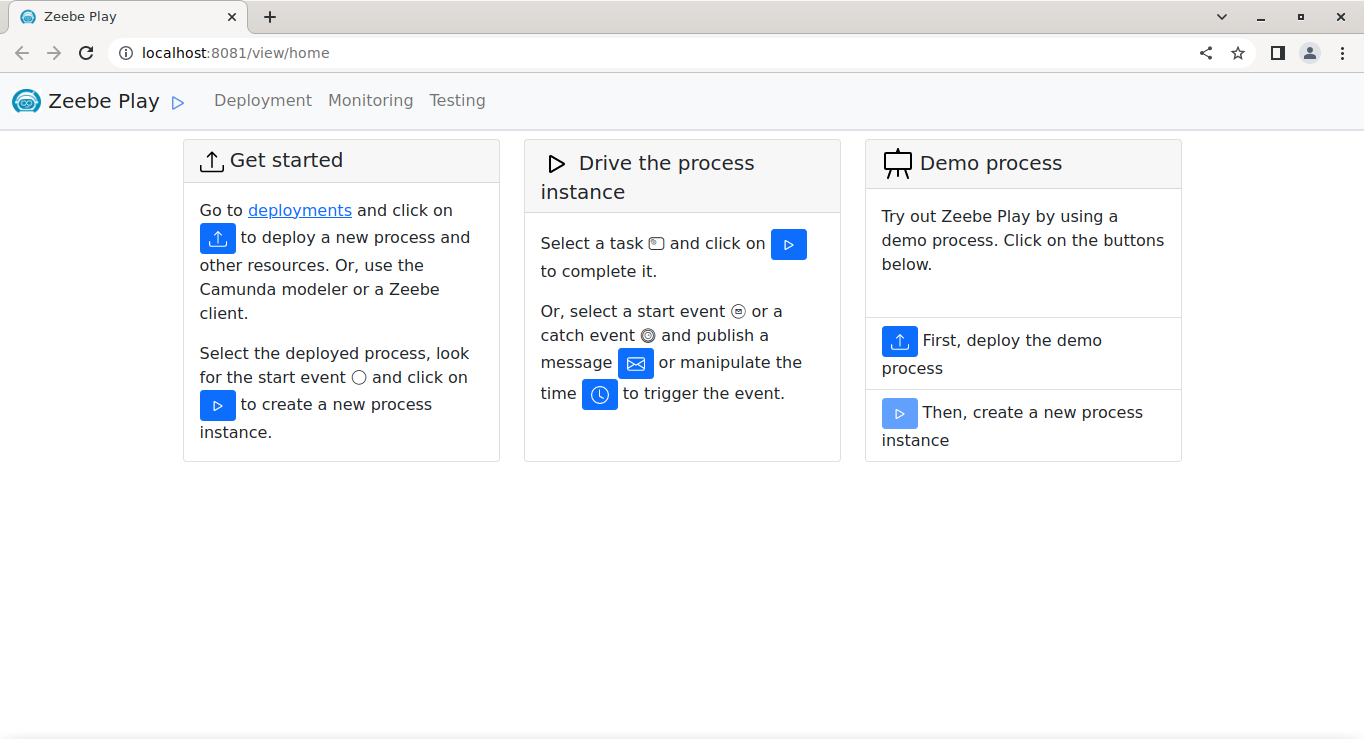 Zeebe Play
localhost:8081/view/home
Zeebe Play
Deployment
Monitoring
Testing
Get started
Go to deployments and click on
to deploy a new process and
other resources. Or, use the
Camunda modeler or a Zeebe
client.
Select the deployed process, look
for the start event and click on
to create a new process
instance.
Drive the process
instance
Select a task and click on
to complete it.
Or, select a start event or a
catch event and publish a
message or manipulate the
time to trigger the event.
Demo process
Try out Zeebe Play by using a
demo process. Click on the buttons
below.
First, deploy the demo
process
Then, create a new process
instance